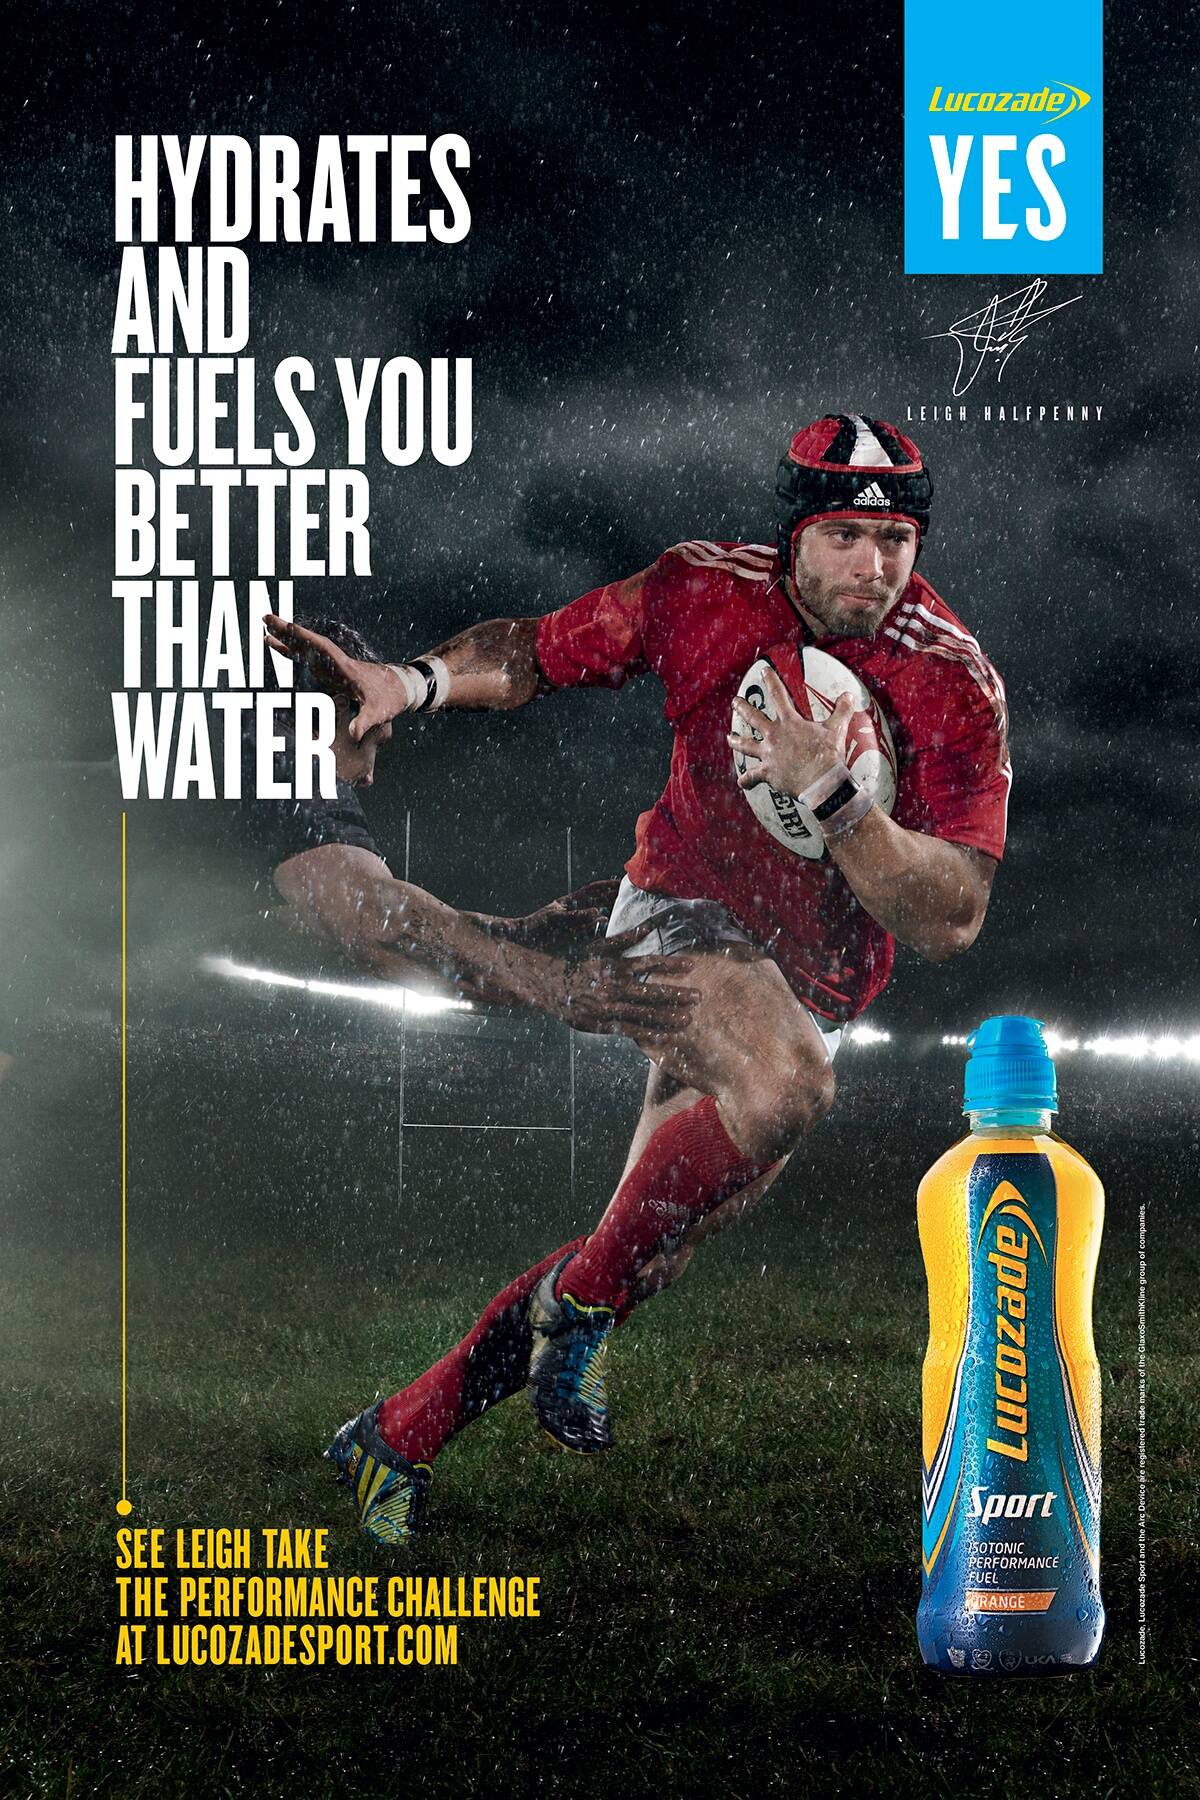 Lucozade
YES
LEIGH HALFPENNY
HYDRATES
AND
FUELS YOU
BETTER
THAN
WATER
adidas
SEE LEIGH TAKE
THE PERFORMANCE CHALLENGE
AT LUCOZADESPORT.COM
Lucozade
Sport
ISOTONIC
PERFORMANCE
FUEL
ORANGE
Lucozade, Lucozade Sport and the Arc Device are registered trade marks of the GlaxoSmithKline group of companies.